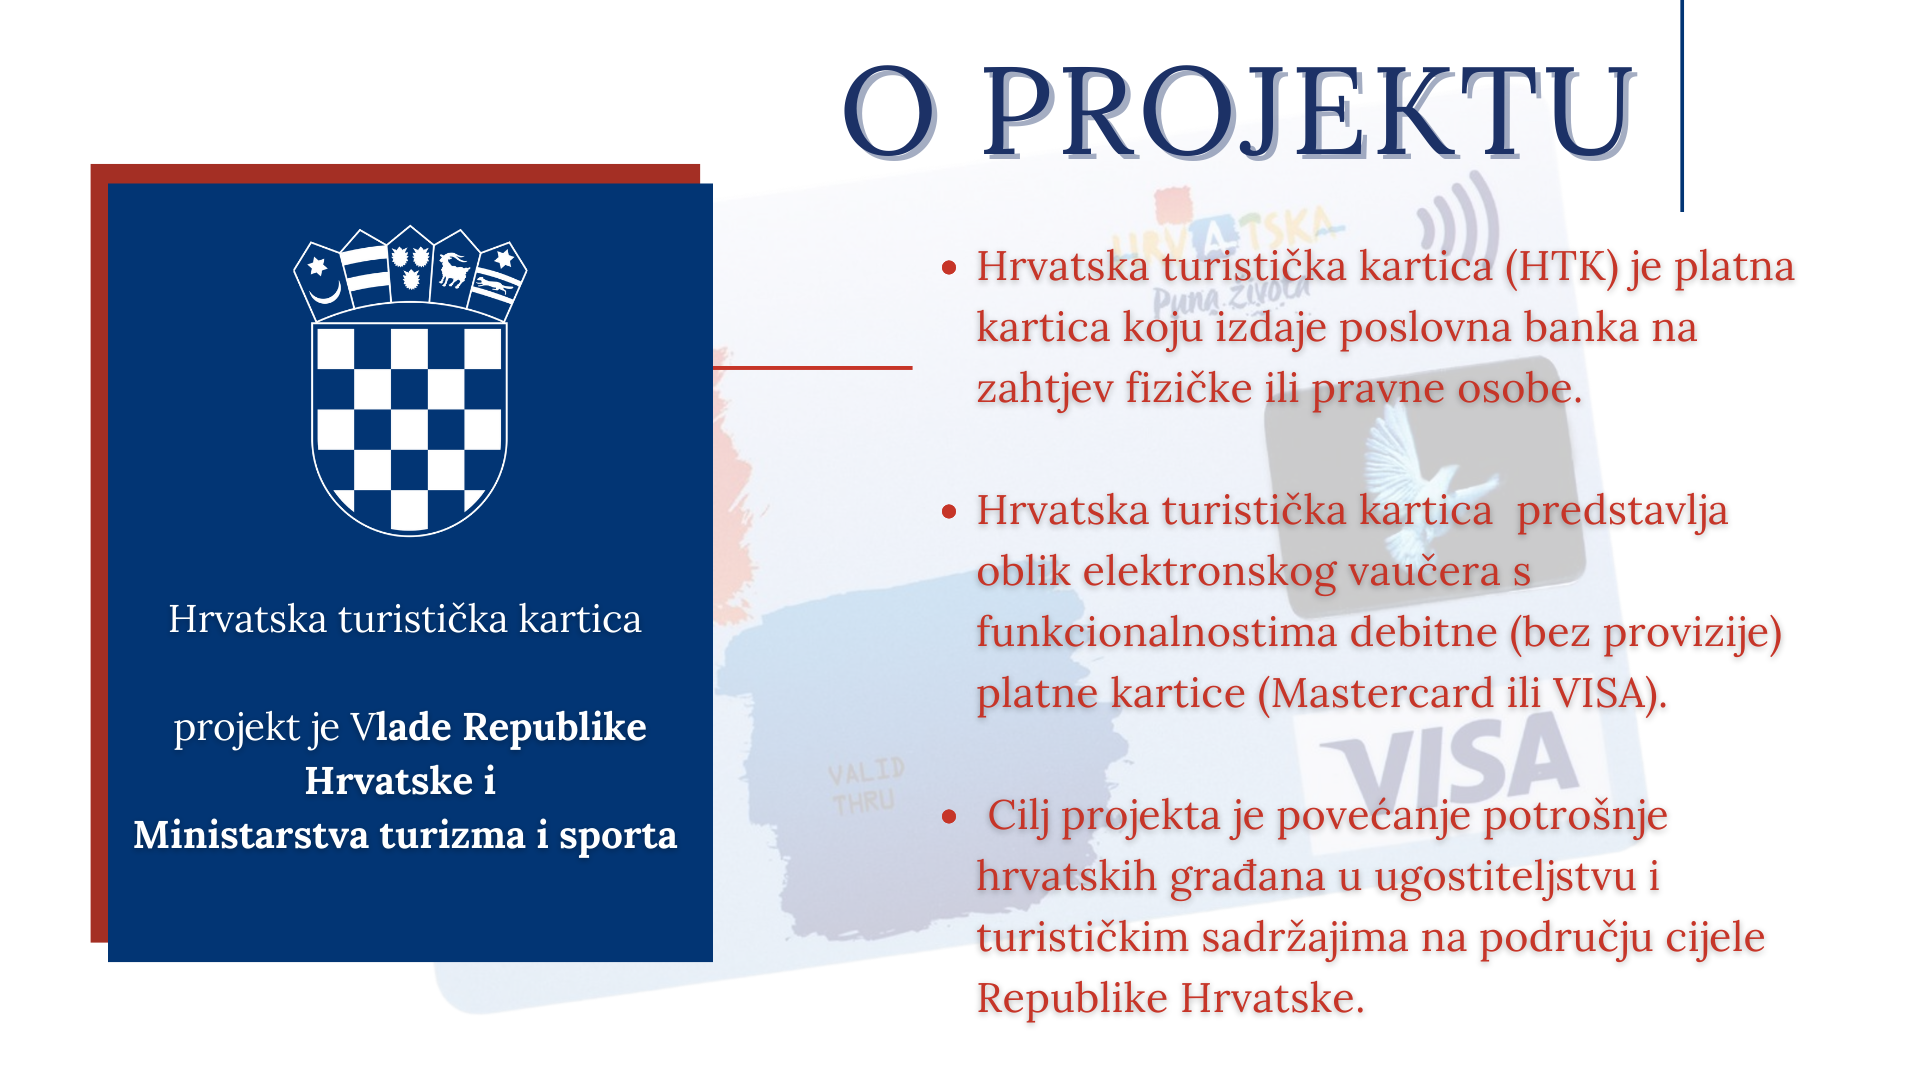 O PROJEKTU
Hrvatska turistička kartica
projekt je Vlade Republike
Hrvatske i
Ministarstva turizma i sporta
• Hrvatska turistička kartica (HTK) je platna
kartica koju izdaje poslovna banka na
zahtjev fizičke ili pravne osobe.
• Hrvatska turistička kartica  predstavlja
oblik elektronskog vaučera s
funkcionalnostima debitne (bez provizije)
platne kartice (Mastercard ili VISA).
• Cilj projekta je povećanje potrošnje
hrvatskih građana u ugostiteljstvu i
turističkim sadržajima na području cijele
Republike Hrvatske.
HRVATSKA
Puna života
VALID
THRU
VISA